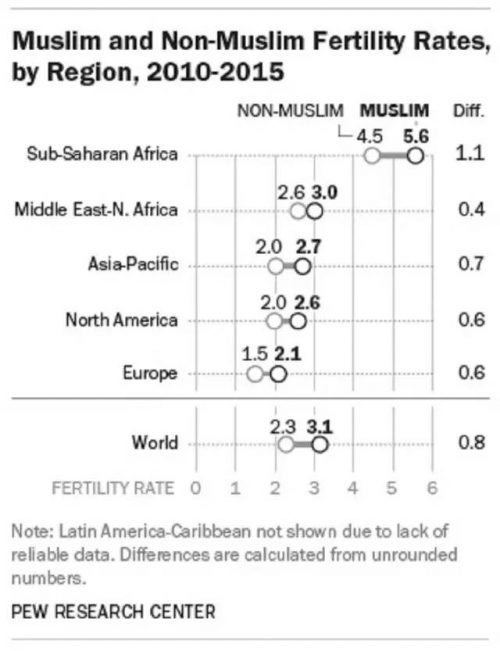 Muslim and Non-Muslim Fertility Rates,
by Region, 2010-2015
NON-MUSLIM MUSLIM Diff.
4.5 5.6
Sub-Saharan Africa 1.1
2.6 3.0
Middle East-N. Africa 0.4
2.0 2.7
Asia-Pacific 0.7
2.0 2.6
North America 0.6
1.5 2.1
Europe 0.6
2.3 3.1
World 0.8
FERTILITY RATE 0 1 2 3 4 5 6
Note: Latin America-Caribbean not shown due to lack of
reliable data. Differences are calculated from unrounded
numbers.
PEW RESEARCH CENTER